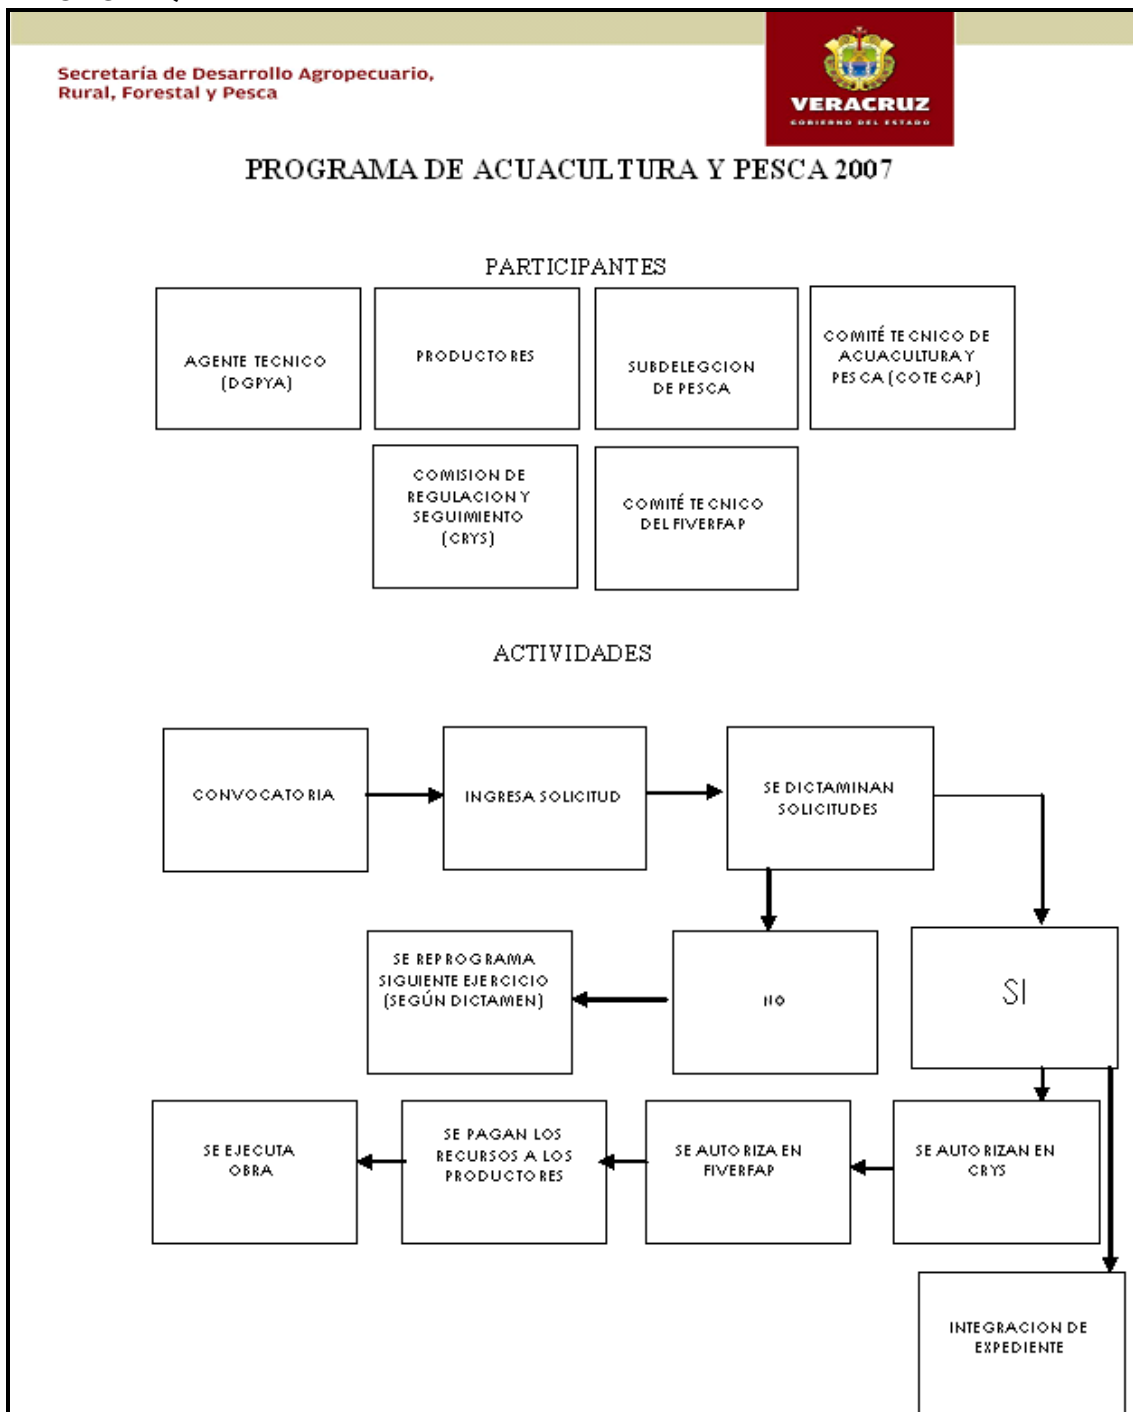 Secretaría de Desarrollo Agropecuario,
Rural, Forestal y Pesca
VERACRUZ
GOBIERNO DEL ESTADO
PROGRAMA DE ACUACULTURA Y PESCA 2007
PARTICIPANTES
AGENTE TECNICO
(DGPYA)
PRODUCTORES
SUBDELEGCION
DE PESCA
COMITÉ TECNICO DE
ACUACULTURA Y
PESCA (COTECAP)
COMISION DE
REGULACION Y
SEGUIMIENTO
(CRYS)
COMITÉ TECNICO
DEL FIVERFAP
ACTIVIDADES
CONVOCATORIA
INGRESA SOLICITUD
SE DICTAMINAN
SOLICITUDES
SE REPROGRAMA
SIGUIENTE EJERCICIO
(SEGÚN DICTAMEN)
NO
SI
SE EJECUTA
OBRA
SE PAGAN LOS
RECURSOS A LOS
PRODUCTORES
SE AUTORIZA EN
FIVERFAP
SE AUTORIZAN EN
CRYS
INTEGRACION DE
EXPEDIENTE